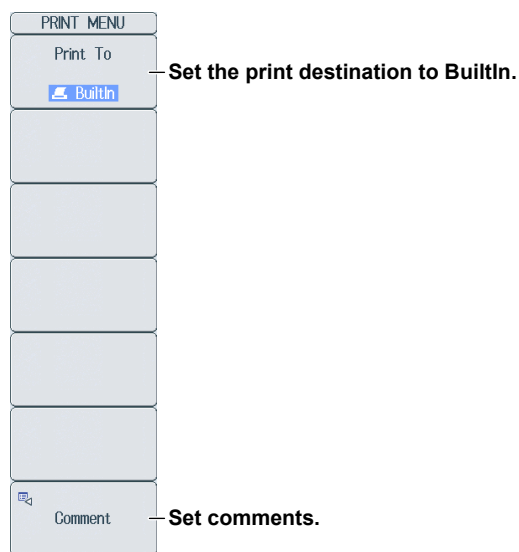 PRINT MENU
Print To
Set the print destination to BuiltIn.
BuiltIn
Comment
Set comments.